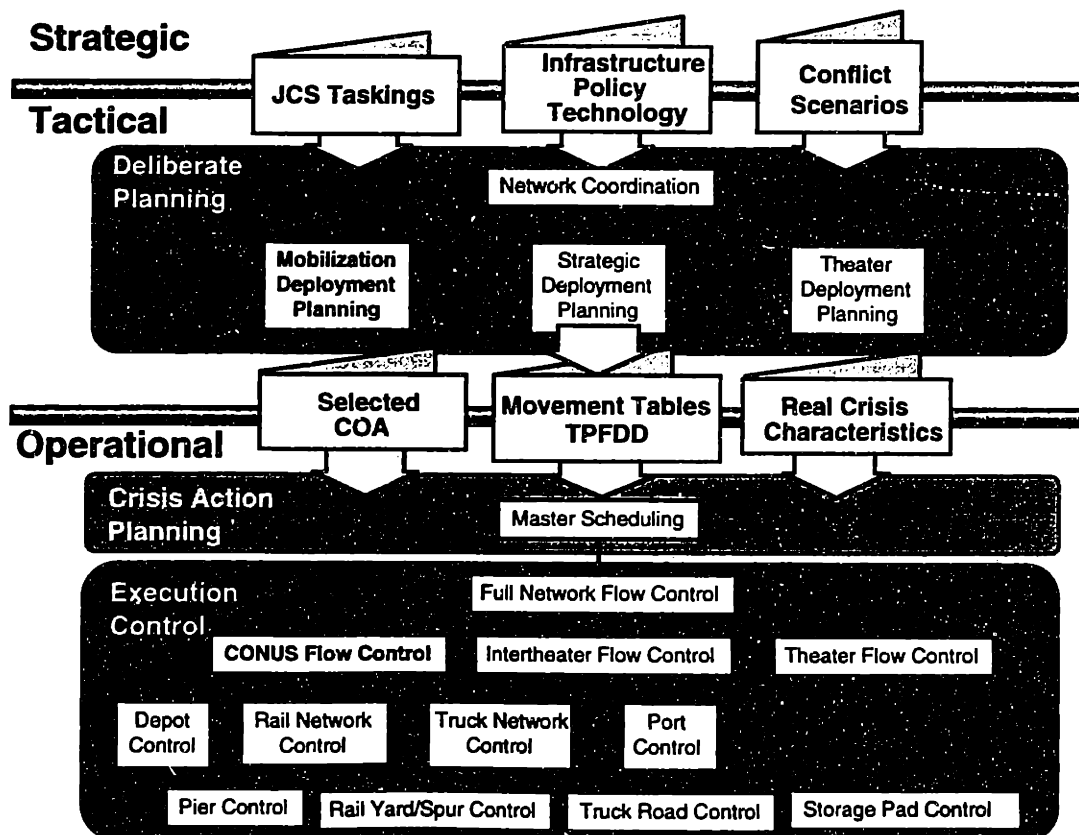 Strategic
JCS Taskings
Infrastructure
Policy
Technology
Conflict
Scenarios
Tactical
Deliberate
Planning
Network Coordination
Mobilization
Deployment
Planning
Strategic
Deployment
Planning
Theater
Deployment
Planning
Selected
COA
Movement Tables
TPFDD
Real Crisis
Characteristics
Operational
Crisis Action
Planning
Master Scheduling
Execution
Control
Full Network Flow Control
CONUS Flow Control
Intertheater Flow Control
Theater Flow Control
Depot
Control
Rail Network
Control
Truck Network
Control
Port
Control
Pier Control
Rail Yard/Spur Control
Truck Road Control
Storage Pad Control